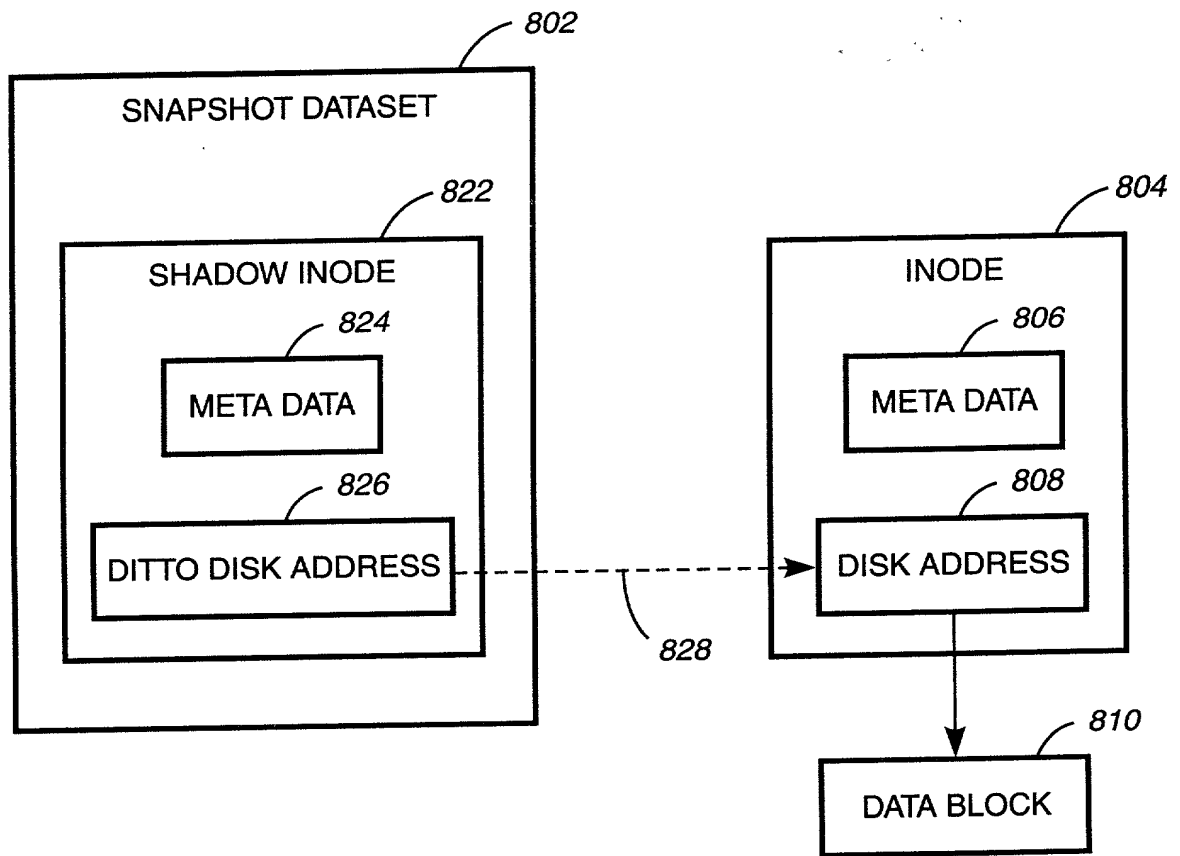 802
SNAPSHOT DATASET
822
SHADOW INODE
824
META DATA
826
DITTO DISK ADDRESS
828
804
INODE
806
META DATA
808
DISK ADDRESS
810
DATA BLOCK